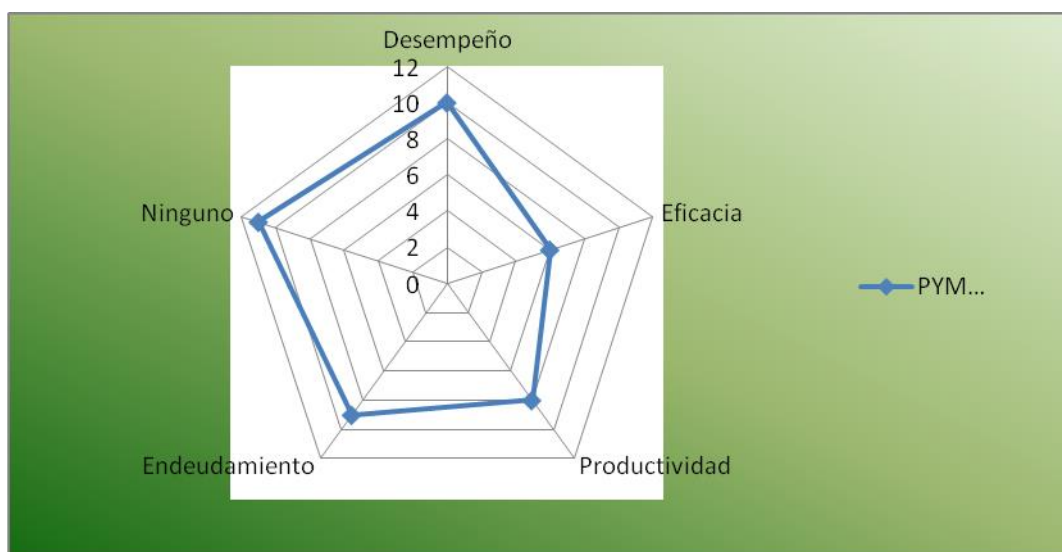 Desempeño
12
10
8
6
4
2
0
Ninguno
Eficacia
PYM...
Endeudamiento
Productividad